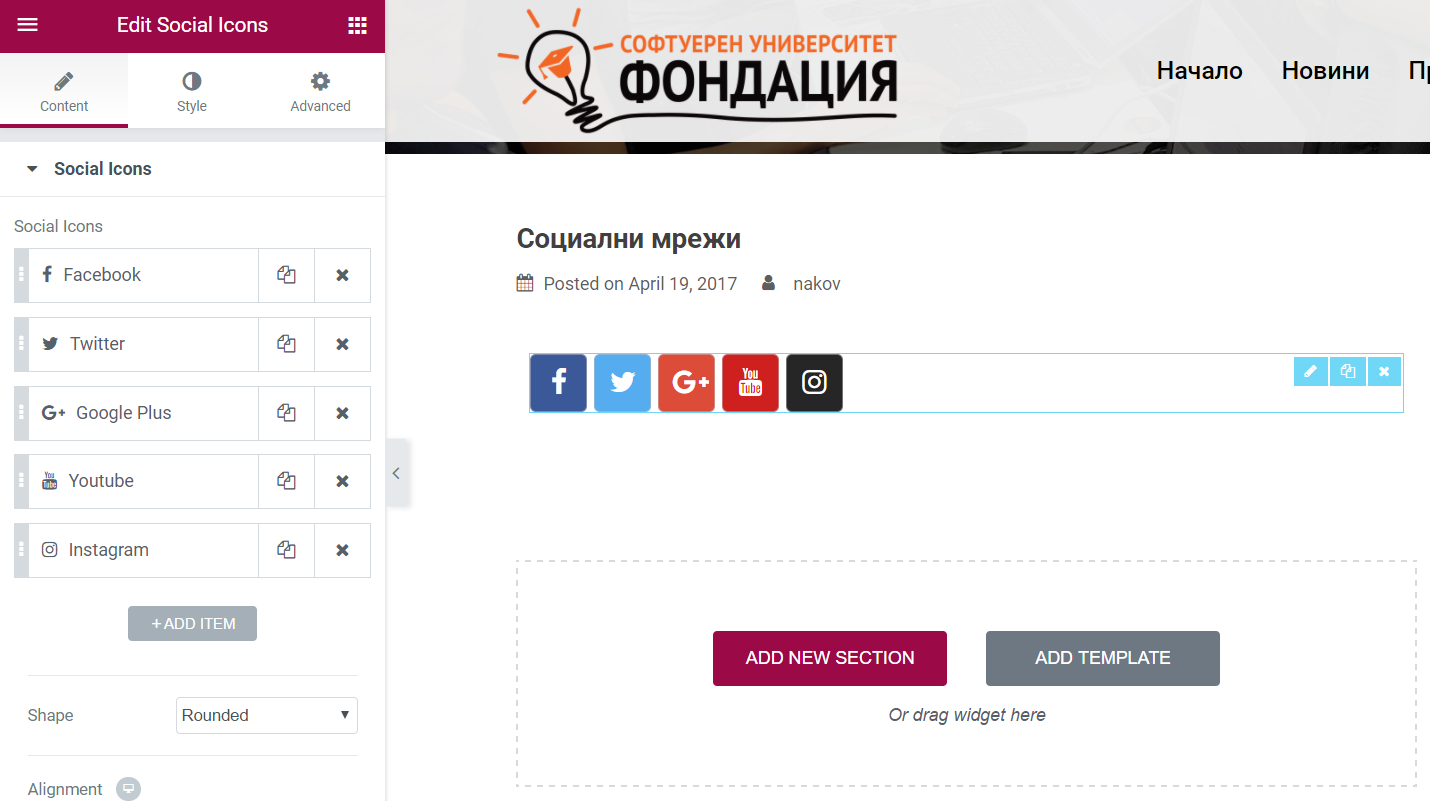 Edit Social Icons
Content
Style
Advanced
Social Icons
Social Icons
Facebook
Twitter
G+ Google Plus
You Tube Youtube
Instagram
+ ADD ITEM
Shape
Rounded
Alignment
СОФТУЕРЕН УНИВЕРСИТЕТ
ФОНДАЦИЯ
Начало Новини
Социални мрежи
Posted on April 19, 2017 nakov
f G+ You Tube
ADD NEW SECTION
ADD TEMPLATE
Or drag widget here